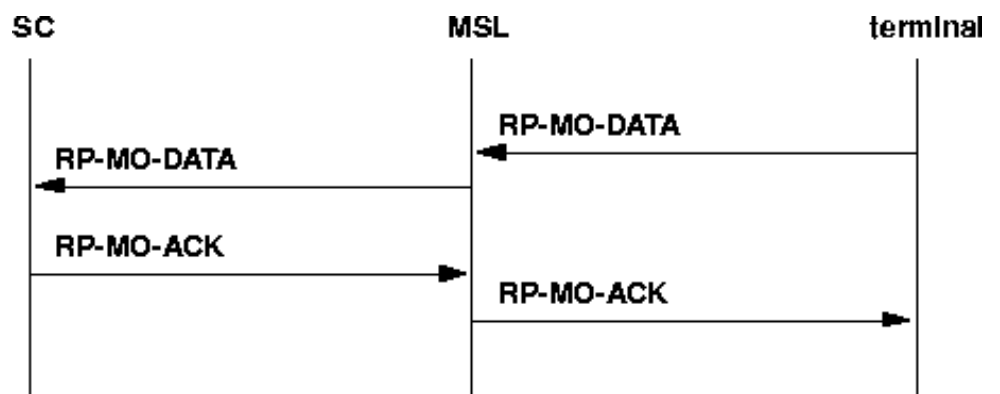 SC MSL terminal
RP-MO-DATA
RP-MO-DATA
RP-MO-ACK
RP-MO-ACK